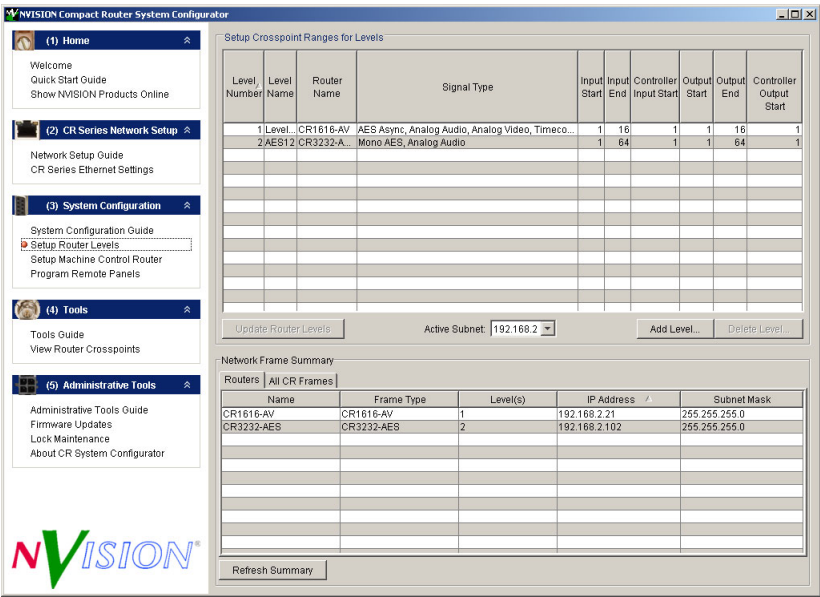 NVISION Compact Router System Configurator
(1) Home
Welcome
Quick Start Guide
Show NVISION Products Online
(2) CR Series Network Setup
Network Setup Guide
CR Series Ethernet Settings
(3) System Configuration
System Configuration Guide
Setup Router Levels
Setup Machine Control Router
Program Remote Panels
(4) Tools
Tools Guide
View Router Crosspoints
(5) Administrative Tools
Administrative Tools Guide
Firmware Updates
Lock Maintenance
About CR System Configurator
NVISION®
Setup Crosspoint Ranges for Levels
Level Number Level Name Router Name Signal Type Input Start Input End Controller Input Start Output Start Output End Controller Output Start
1 Level... CR1616-AV AES Async, Analog Audio, Analog Video, Timeco... 1 16 1 1 16 1
2 AES12 CR3232-A... Mono AES, Analog Audio 1 64 1 1 64 1
Update Router Levels Active Subnet: 192.168.2 Add Level... Delete Level...
Network Frame Summary
Routers All CR Frames
Name Frame Type Level(s) IP Address Subnet Mask
CR1616-AV CR1616-AV 1 192.168.2.21 255.255.255.0
CR3232-AES CR3232-AES 2 192.168.2.102 255.255.255.0
Refresh Summary